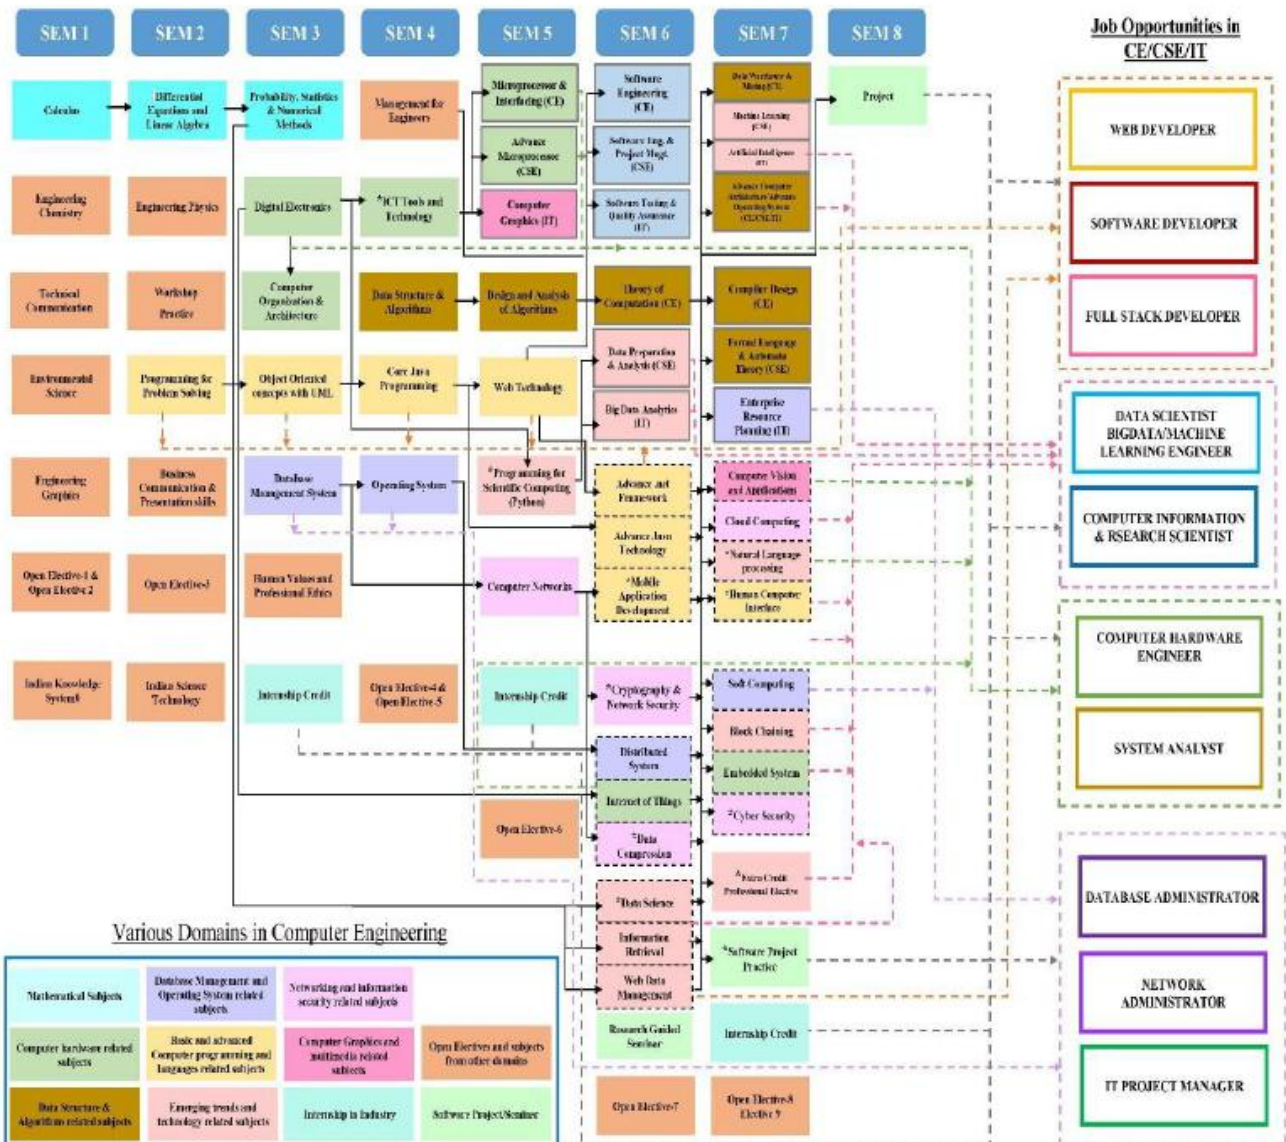 SEM 1
SEM 2
SEM 3
SEM 4
SEM 5
SEM 6
SEM 7
SEM 8
Job Opportunities in
CE/CSE/IT
Calculus
Differential
Equations and
Linear Algebra
Probability, Statistics
& Numerical
Methods
Management for
Engineers
Microprocessor &
Interfacing (CE)
Advance
Microprocessor
(CSE)
Software
Engineering
(CE)
Software Eng. &
Project Mngt.
(CSE)
Data Warehouse &
Mining (CE)
Machine Learning
(CSE)
Artificial Intelligence
(IT)
Project
WEB DEVELOPER
Engineering
Chemistry
Engineering Physics
Digital Electronics
*ICT Tools and
Technology
Computer
Graphics (IT)
Software Testing &
Quality Assurance
(IT)
Advance Computer
Architecture/Advance
Operating System
(CE/CSE/IT)
SOFTWARE DEVELOPER
Technical
Communication
Workshop
Practice
Computer
Organization &
Architecture
Data Structure &
Algorithms
Design and Analysis
of Algorithms
Theory of
Computation (CE)
Compiler Design
(CE)
FULL STACK DEVELOPER
Environmental
Science
Programming for
Problem Solving
Object Oriented
concepts with UML
Core Java
Programming
Web Technology
Data Preparation
& Analysis (CSE)
Big Data Analytics
(IT)
Formal Language
& Automata
Theory (CSE)
Enterprise
Resource
Planning (IT)
DATA SCIENTIST
BIGDATA/MACHINE
LEARNING ENGINEER
Engineering
Graphics
Business
Communication &
Presentation skills
Database
Management System
Operating System
Programming for
Scientific Computing
(Python)
Advance .net
Framework
Advance Java
Technology
Computer Vision
and Applications
Cloud Computing
Natural Language
processing
COMPUTER INFORMATION
& RSEARCH SCIENTIST
Open Elective-1 &
Open Elective 2
Open Elective-3
Human Values and
Professional Ethics
Computer Networks
Mobile
Application
Development
Human Computer
Interface
COMPUTER HARDWARE
ENGINEER
Indian Knowledge
Indian Science
Technology
Internship Credit
Open Elective-4 &
Open Elective-5
Internship Credit
Cryptography &
Network Security
Soft Computing
Block Chaining
SYSTEM ANALYST
Distributed
System
Internet of Things
Data
Compression
Embedded System
Cyber Security
Open Elective-6
Data Science
Information
Retrieval
Web Data
Management
Extra Credit
Professional Elective
Software Project
Practice
DATABASE ADMINISTRATOR
NETWORK
ADMINISTRATOR
IT PROJECT MANAGER
Research Guided
Seminar
Internship Credit
Open Elective-7
Open Elective-8
Elective 9
Various Domains in Computer Engineering
Mathematical Subjects
Database Management and
Operating System related
subjects
Networking and information
security related subjects
Computer hardware related
subjects
Basic and advanced
Computer programming and
languages related subjects
Computer Graphics and
multimedia related
subjects
Open Electives and subjects
from other domains
Data Structure &
Algorithms related subjects
Emerging trends and
technology related subjects
Internship in Industry
Software Project/Seminar